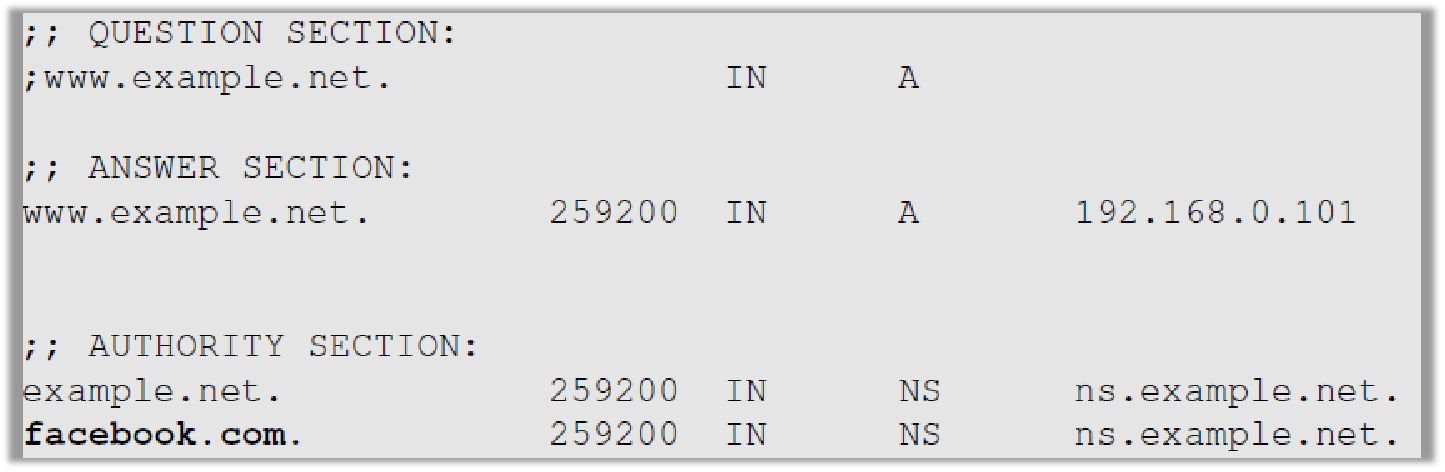 ;; QUESTION SECTION:
;www.example.net. IN A
;; ANSWER SECTION:
www.example.net. 259200 IN A 192.168.0.101
;; AUTHORITY SECTION:
example.net. 259200 IN NS ns.example.net.
facebook.com. 259200 IN NS ns.example.net.